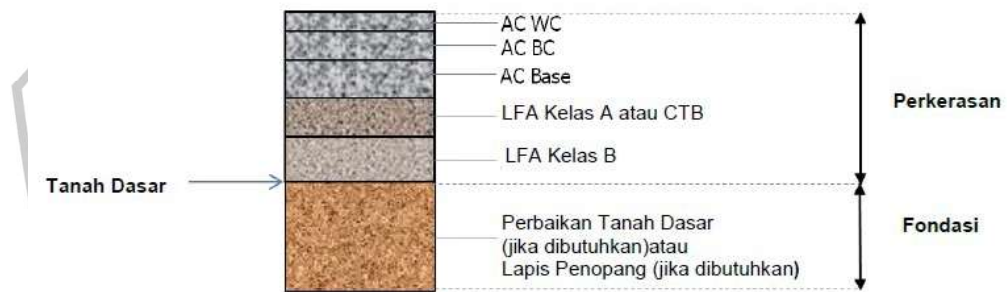 AC WC
AC BC
AC Base
LFA Kelas A atau CTB
Perkerasan
LFA Kelas B
Tanah Dasar
Perbaikan Tanah Dasar
(jika dibutuhkan)atau
Lapis Penopang (jika dibutuhkan)
Fondasi